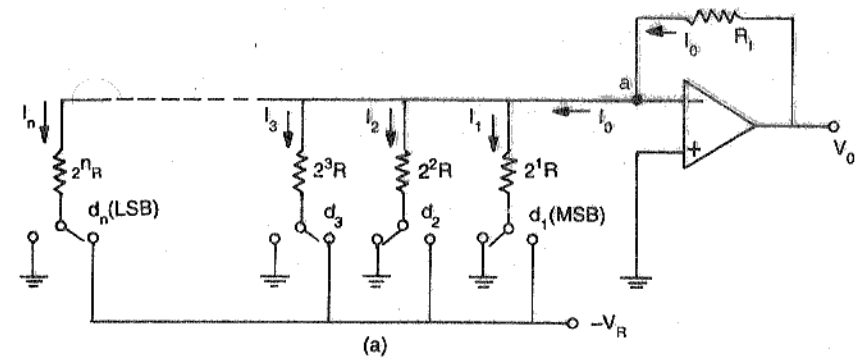 I₀
R₁
a
Iₙ
I₃
I₂
I₁
I₀
−
+
V₀
2ⁿR
2³R
2²R
2¹R
dₙ(LSB)
d₃
d₂
d₁(MSB)
−V_R
(a)